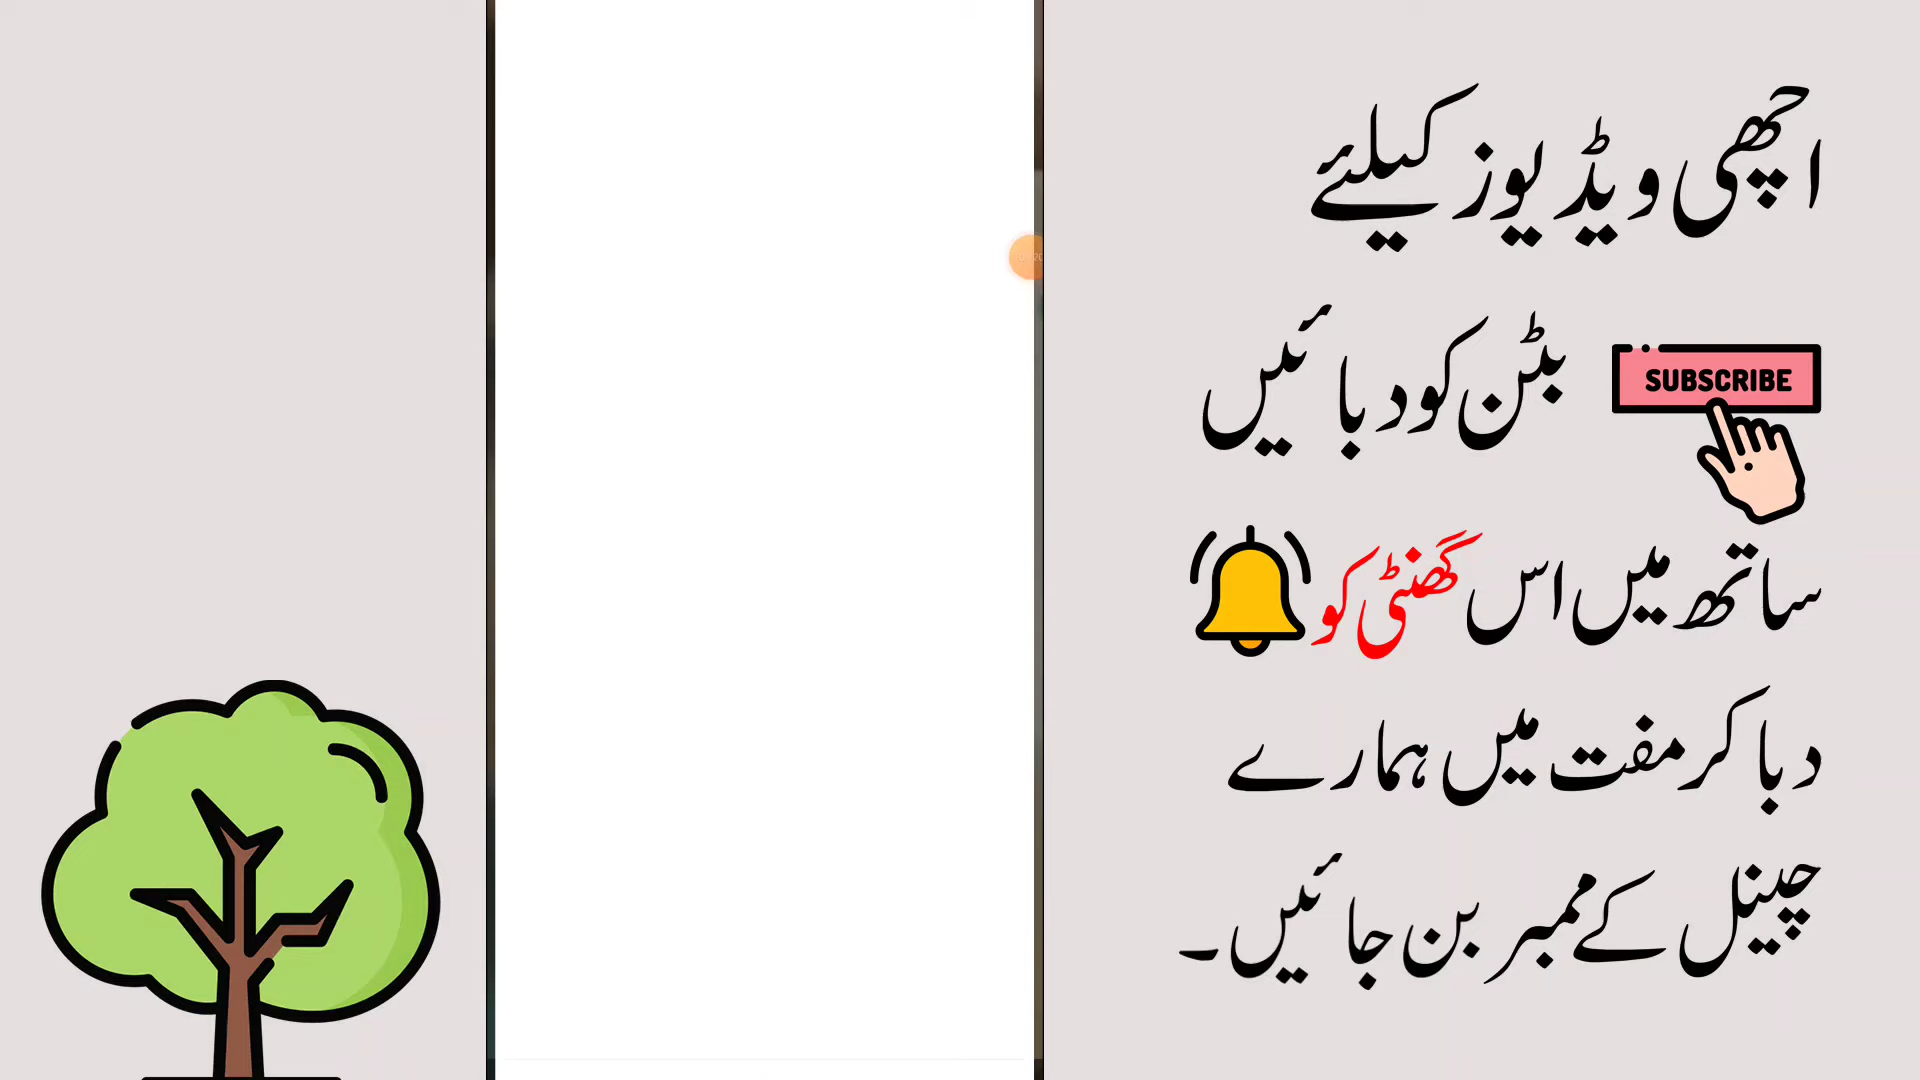 اچھی ویڈیوز کیلئے
SUBSCRIBE بٹن کو دبائیں
ساتھ میں اس گھنٹی کو
دبا کر مفت میں ہمارے
چینل کے ممبر بن جائیں۔